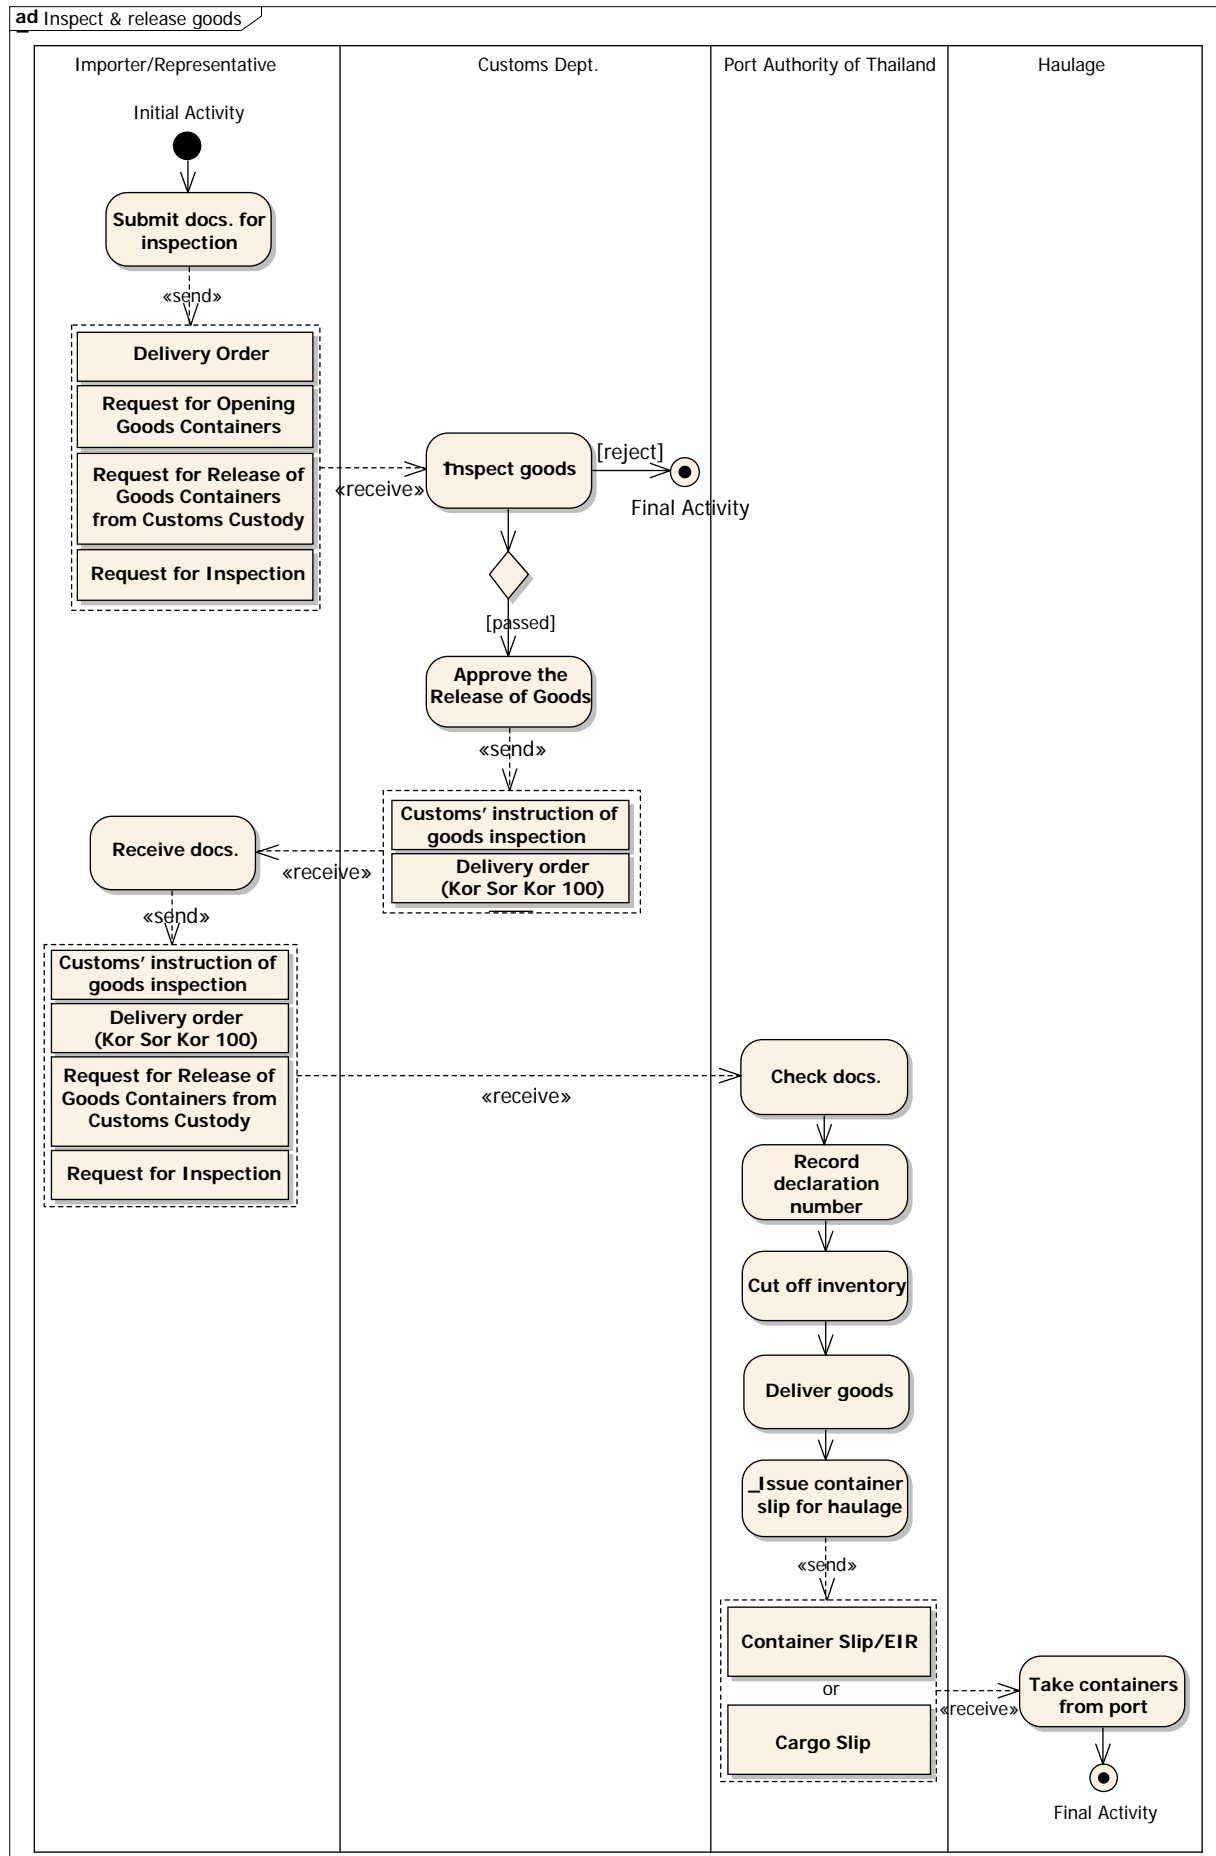 ad Inspect & release goods
Importer/Representative
Customs Dept.
Port Authority of Thailand
Haulage
Initial Activity
Submit docs. for
inspection
«send»
Delivery Order
Request for Opening
Goods Containers
Request for Release of
Goods Containers
from Customs Custody
Request for Inspection
«receive»
Inspect goods
[reject]
Final Activity
[passed]
Approve the
Release of Goods
«send»
Customs' instruction of
goods inspection
Delivery order
(Kor Sor Kor 100)
«receive»
Receive docs.
«send»
Customs' instruction of
goods inspection
Delivery order
(Kor Sor Kor 100)
Request for Release of
Goods Containers from
Customs Custody
Request for Inspection
«receive»
Check docs.
Record
declaration
number
Cut off inventory
Deliver goods
_Issue container
slip for haulage
«send»
Container Slip/EIR
or
Cargo Slip
«receive»
Take containers
from port
Final Activity